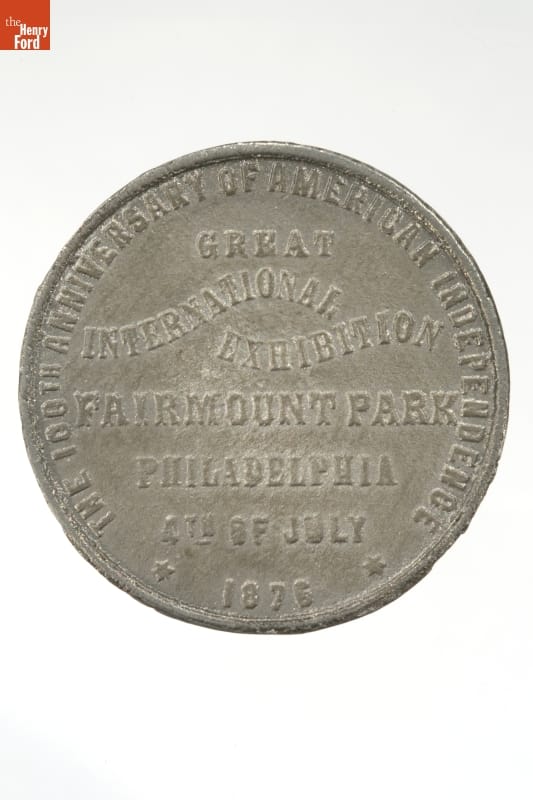 the
Henry
Ford
THE 100TH ANNIVERSARY OF AMERICAN INDEPENDENCE
GREAT
INTERNATIONAL
EXHIBITION
FAIRMOUNT PARK
PHILADELPHIA
4TH OF JULY
1876